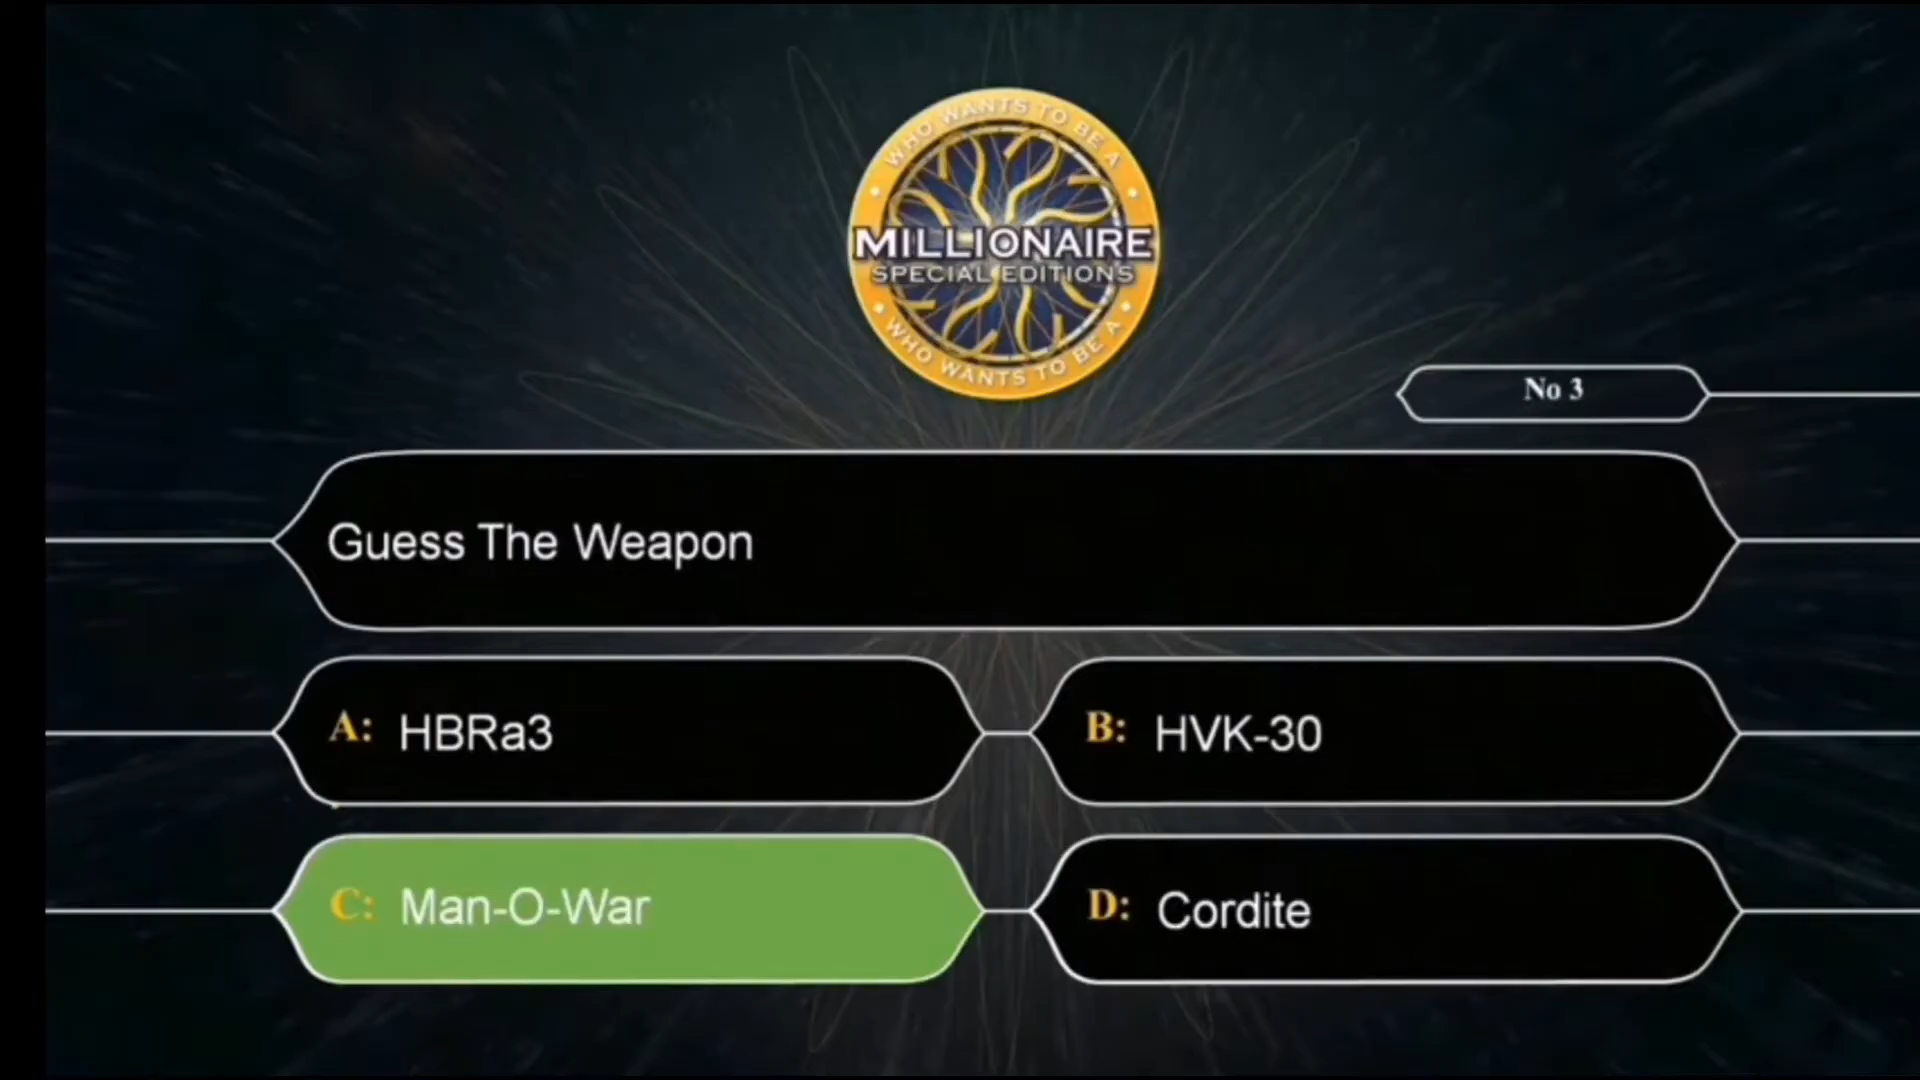 WHO WANTS TO BE A
MILLIONAIRE
SPECIAL EDITIONS
WHO WANTS TO BE A
No 3
Guess The Weapon
A: HBRa3
B: HVK-30
C: Man-O-War
D: Cordite